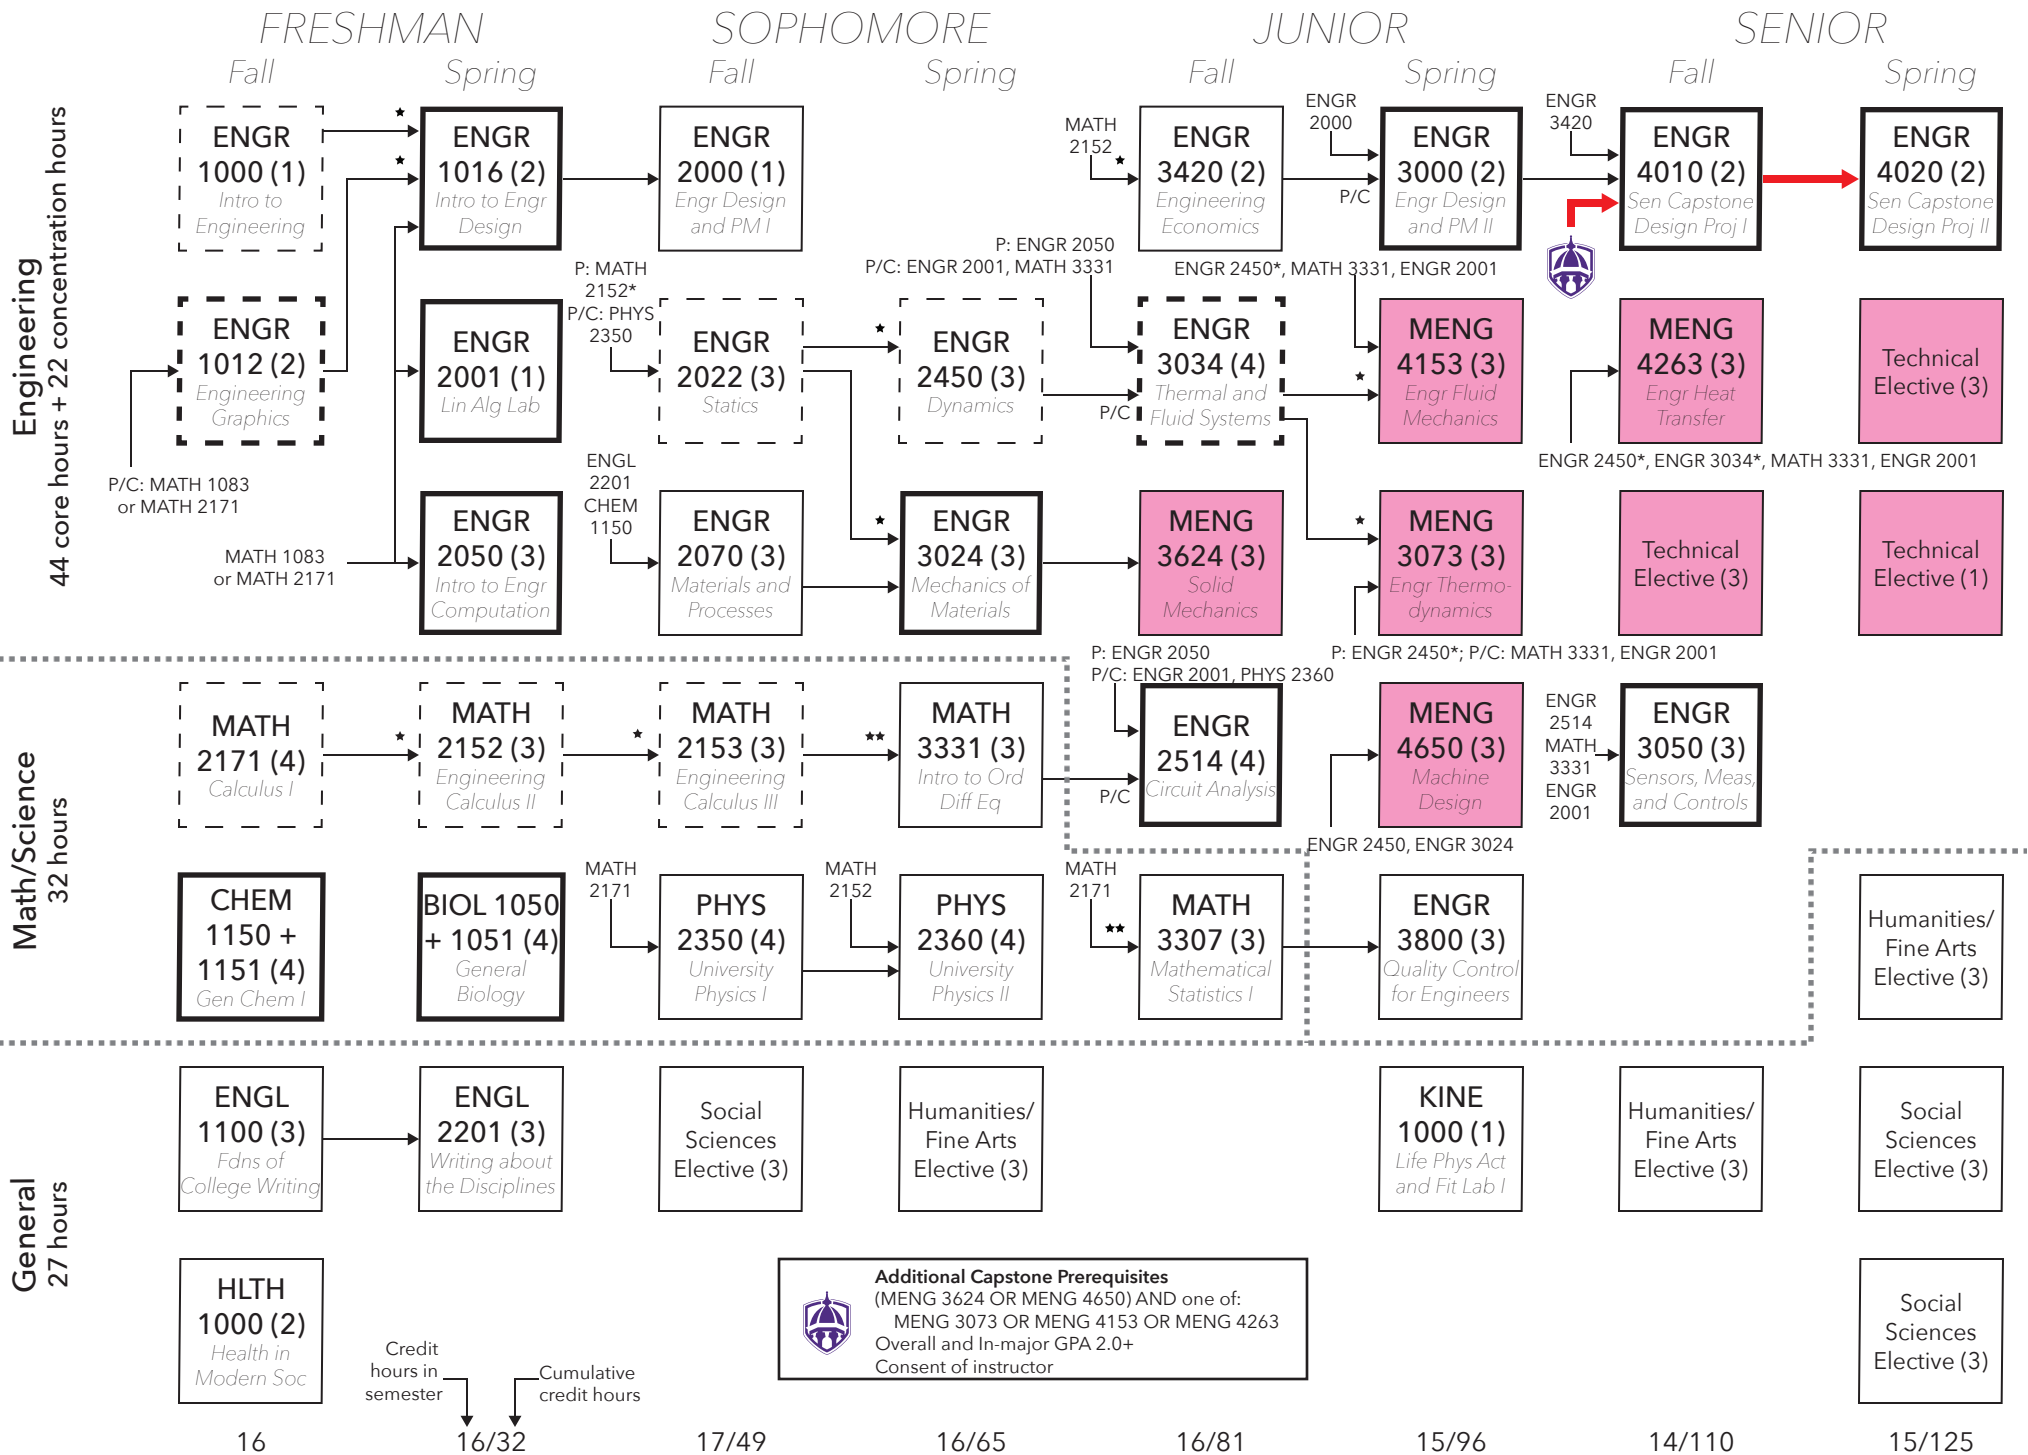 FRESHMAN
SOPHOMORE
JUNIOR
SENIOR
Fall
Spring
Fall
Spring
Fall
Spring
Fall
Spring
Engineering
44 core hours + 22 concentration hours
ENGR
1000 (1)
Intro to
Engineering
★
★
ENGR
1016 (2)
Intro to Engr
Design
ENGR
2000 (1)
Engr Design
and PM I
MATH
2152
★
ENGR
3420 (2)
Engineering
Economics
ENGR
2000
P/C
ENGR
3000 (2)
Engr Design
and PM II
ENGR
3420
ENGR
4010 (2)
Sen Capstone
Design Proj I
ENGR
4020 (2)
Sen Capstone
Design Proj II
ENGR
1012 (2)
Engineering
Graphics
P/C: MATH 1083
or MATH 2171
ENGR
2001 (1)
Lin Alg Lab
P: MATH
2152*
P/C: PHYS
2350
ENGR
2022 (3)
Statics
★
ENGR
2450 (3)
Dynamics
P: ENGR 2050
P/C: ENGR 2001, MATH 3331
P/C
ENGR
3034 (4)
Thermal and
Fluid Systems
ENGR 2450*, MATH 3331, ENGR 2001
★
MENG
4153 (3)
Engr Fluid
Mechanics
MENG
4263 (3)
Engr Heat
Transfer
ENGR 2450*, ENGR 3034*, MATH 3331, ENGR 2001
Technical
Elective (3)
MATH 1083
or MATH 2171
ENGR
2050 (3)
Intro to Engr
Computation
ENGL
2201
CHEM
1150
ENGR
2070 (3)
Materials and
Processes
★
ENGR
3024 (3)
Mechanics of
Materials
MENG
3624 (3)
Solid
Mechanics
★
MENG
3073 (3)
Engr Thermo-
dynamics
P: ENGR 2450*; P/C: MATH 3331, ENGR 2001
Technical
Elective (3)
Technical
Elective (1)
Math/Science
32 hours
MATH
2171 (4)
Calculus I
★
MATH
2152 (3)
Engineering
Calculus II
★
MATH
2153 (3)
Engineering
Calculus III
★★
MATH
3331 (3)
Intro to Ord
Diff Eq
P: ENGR 2050
P/C: ENGR 2001, PHYS 2360
P/C
ENGR
2514 (4)
Circuit Analysis
MENG
4650 (3)
Machine
Design
ENGR 2450, ENGR 3024
ENGR
2514
MATH
3331
ENGR
2001
ENGR
3050 (3)
Sensors, Meas,
and Controls
CHEM
1150 +
1151 (4)
Gen Chem I
BIOL 1050
+ 1051 (4)
General
Biology
MATH
2171
PHYS
2350 (4)
University
Physics I
MATH
2152
PHYS
2360 (4)
University
Physics II
MATH
2171
★★
MATH
3307 (3)
Mathematical
Statistics I
ENGR
3800 (3)
Quality Control
for Engineers
Humanities/
Fine Arts
Elective (3)
General
27 hours
ENGL
1100 (3)
Fdns of
College Writing
ENGL
2201 (3)
Writing about
the Disciplines
Social
Sciences
Elective (3)
Humanities/
Fine Arts
Elective (3)
KINE
1000 (1)
Life Phys Act
and Fit Lab I
Humanities/
Fine Arts
Elective (3)
Social
Sciences
Elective (3)
HLTH
1000 (2)
Health in
Modern Soc
Credit
hours in
semester
Cumulative
credit hours
Additional Capstone Prerequisites
(MENG 3624 OR MENG 4650) AND one of:
MENG 3073 OR MENG 4153 OR MENG 4263
Overall and In-major GPA 2.0+
Consent of instructor
Social
Sciences
Elective (3)
16
16/32
17/49
16/65
16/81
15/96
14/110
15/125